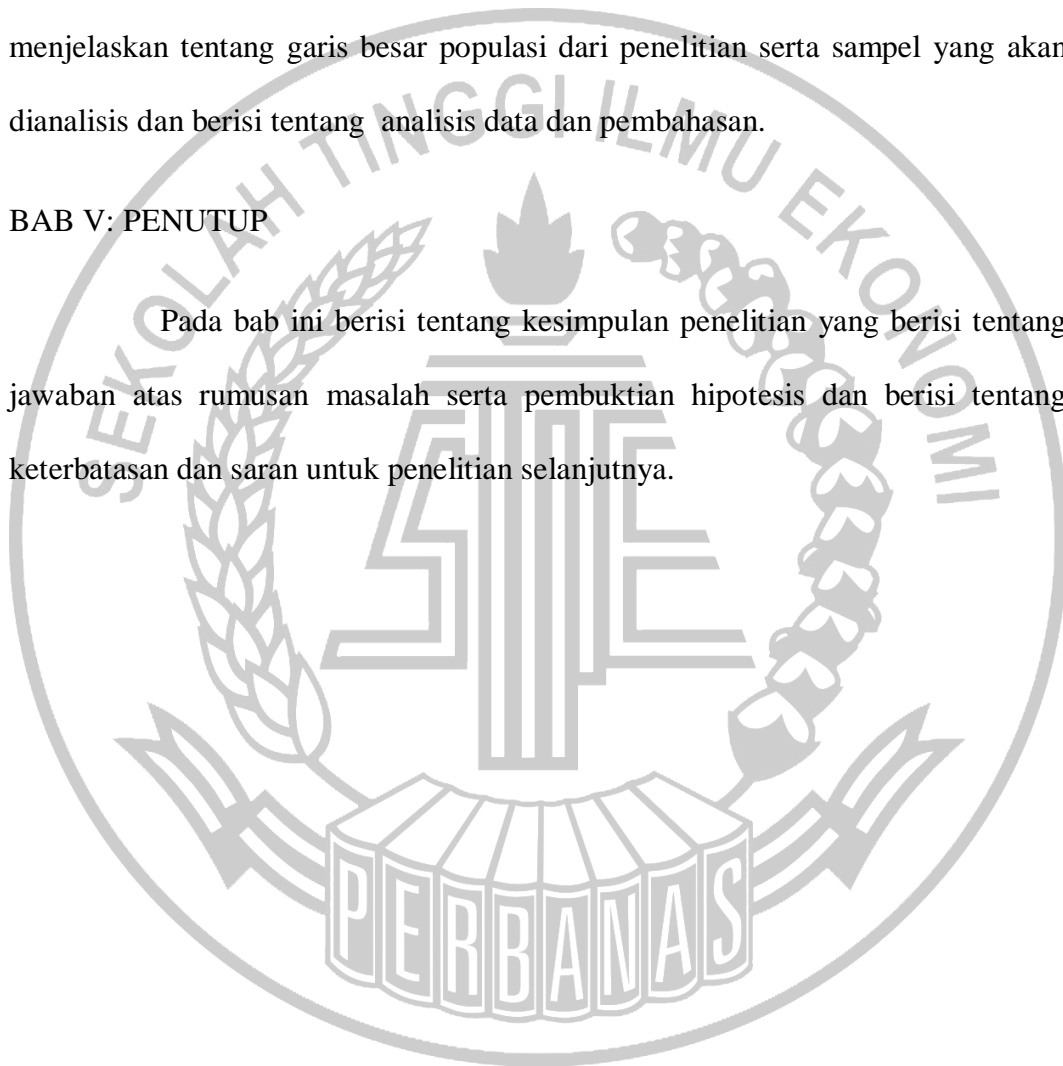 menjelaskan tentang garis besar populasi dari penelitian serta sampel yang akan
dianalisis dan berisi tentang analisis data dan pembahasan.
BAB V: PENUTUP
Pada bab ini berisi tentang kesimpulan penelitian yang berisi tentang
jawaban atas rumusan masalah serta pembuktian hipotesis dan berisi tentang
keterbatasan dan saran untuk penelitian selanjutnya.
SEKOLAH TINGGI ILMU EKONOMI
STIE
PERBANAS